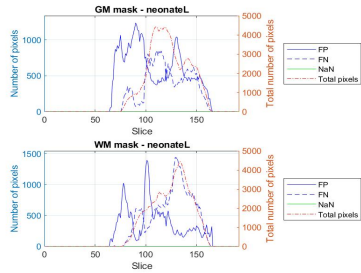 GM mask - neonateL
Number of pixels
1000
500
0
5000
4000
3000
2000
1000
0
Total number of pixels
0 50 100 150
Slice
FP
FN
NaN
Total pixels
WM mask - neonateL
Number of pixels
1500
1000
500
0
5000
4000
3000
2000
1000
0
Total number of pixels
0 50 100 150
Slice
FP
FN
NaN
Total pixels